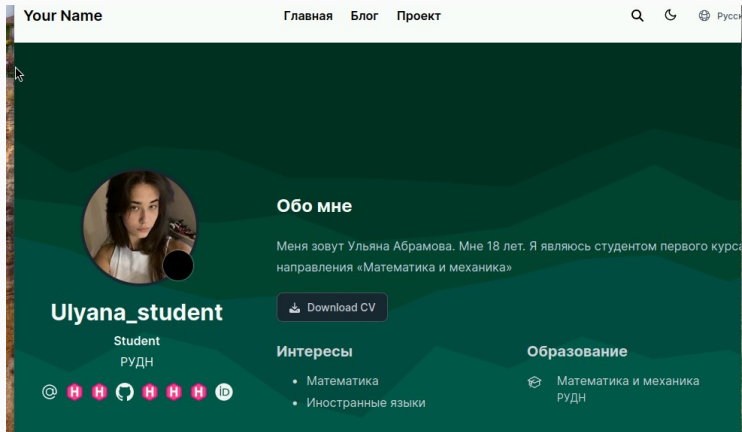 Your Name
Главная Блог Проект
Обо мне
Меня зовут Ульяна Абрамова. Мне 18 лет. Я являюсь студентом первого курса
направления «Математика и механика»
Download CV
Ulyana_student
Student
РУДН
Интересы
Математика
Иностранные языки
Образование
Математика и механика
РУДН